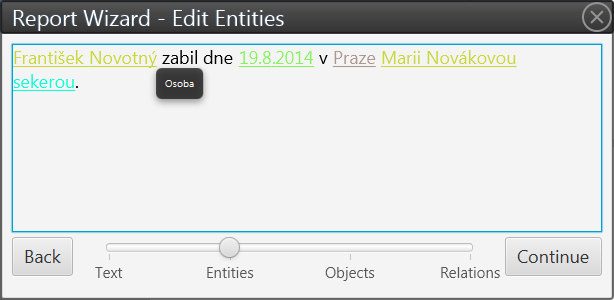 Report Wizard - Edit Entities
František Novotný zabil dne 19.8.2014 v Praze Marii Novákovou
sekerou.
Osoba
Back
Continue
Text Entities Objects Relations